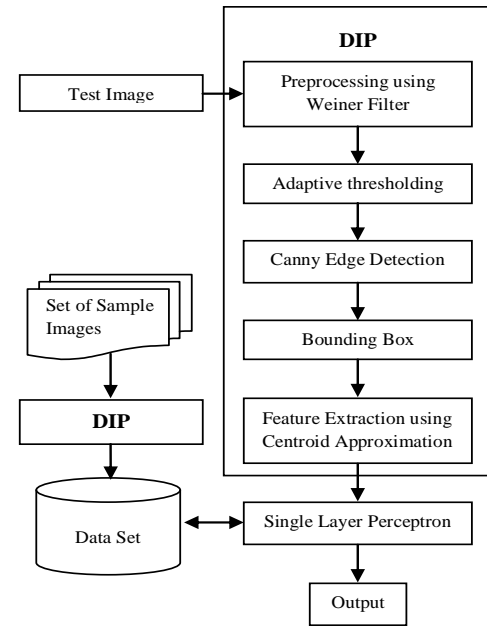 DIP
Test Image
Preprocessing using
Weiner Filter
Adaptive thresholding
Canny Edge Detection
Set of Sample
Images
Bounding Box
DIP
Feature Extraction using
Centroid Approximation
Data Set
Single Layer Perceptron
Output